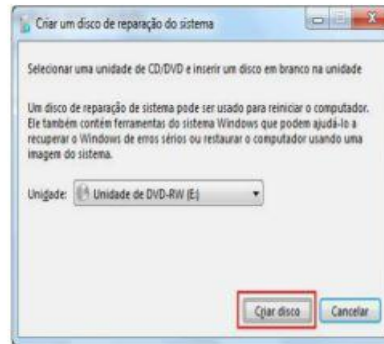 Criar um disco de reparação do sistema
Selecionar uma unidade de CD/DVD e inserir um disco em branco na unidade
Um disco de reparação de sistema pode ser usado para reiniciar o computador.
Ele também contém ferramentas do sistema Windows que podem ajudá-lo a
recuperar o Windows de erros sérios ou restaurar o computador usando uma
imagem do sistema.
Unidade: Unidade de DVD-RW (E:)
Criar disco Cancelar